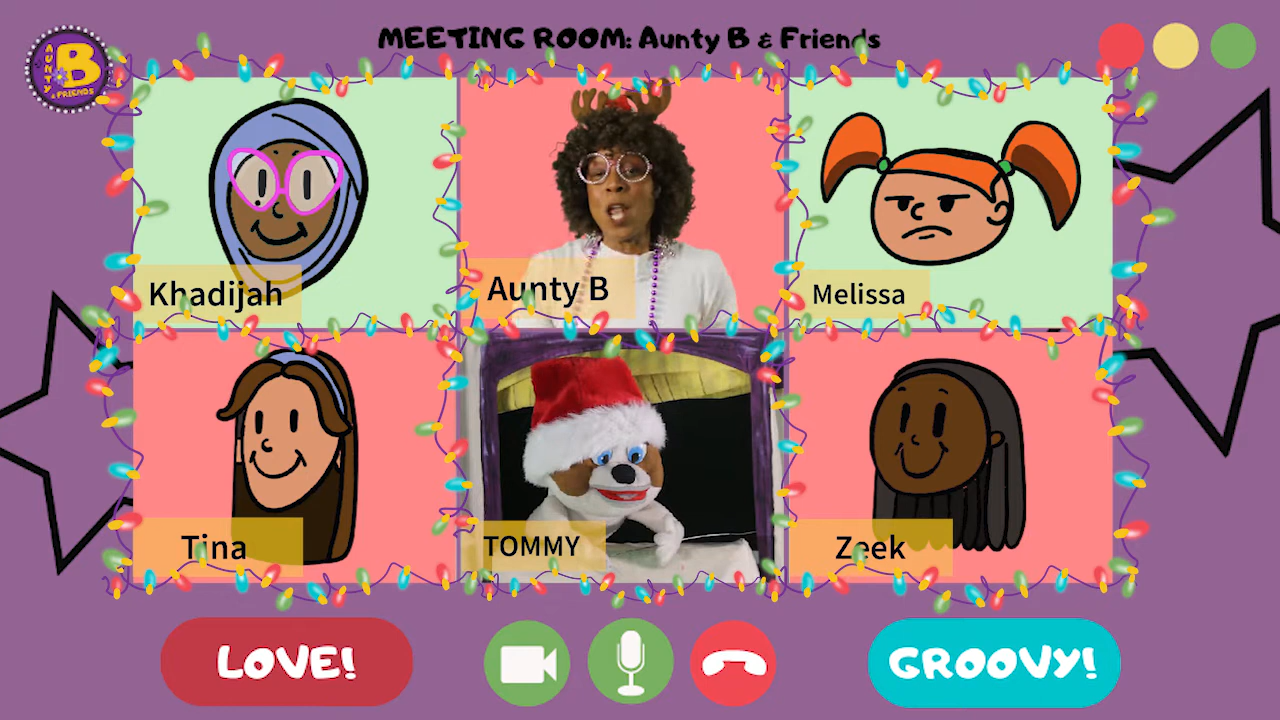 MEETING ROOM: Aunty B & Friends
AUNTY
B
& FRIENDS
Khadijah
Aunty B
Melissa
Tina
TOMMY
Zeek
LOVE!
GROOVY!